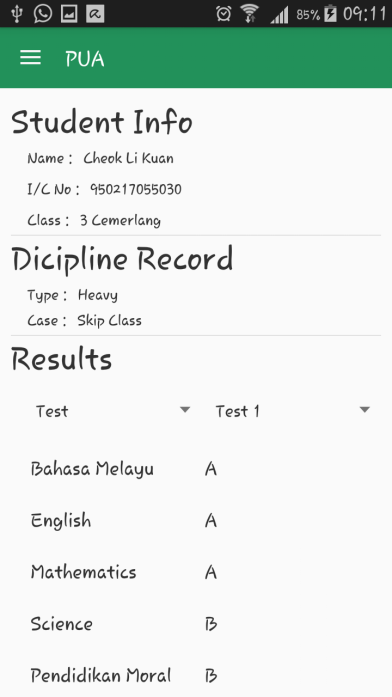 85% 09:11
PUA
Student Info
Name : Cheok Li Kuan
I/C No : 950217055030
Class : 3 Cemerlang
Dicipline Record
Type : Heavy
Case : Skip Class
Results
Test Test 1
Bahasa Melayu A
English A
Mathematics A
Science B
Pendidikan Moral B